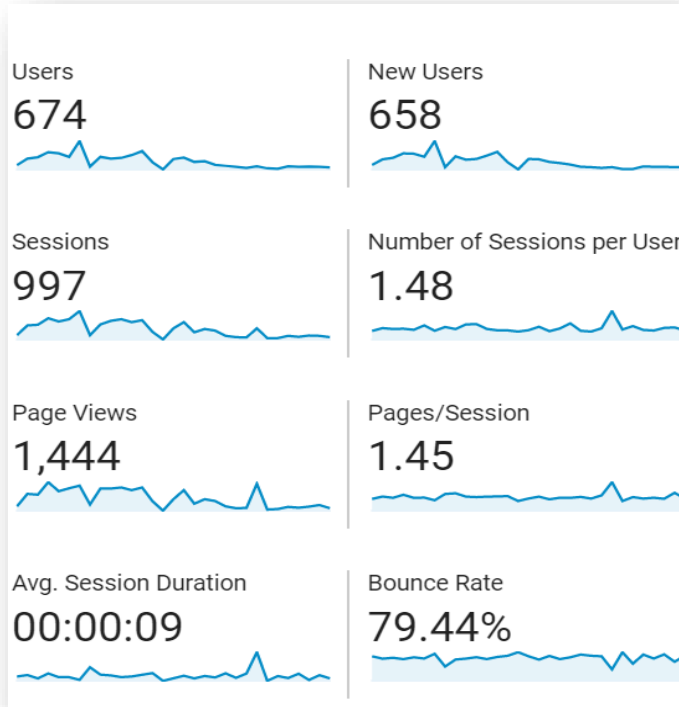 Users
674
New Users
658
Sessions
997
Number of Sessions per User
1.48
Page Views
1,444
Pages/Session
1.45
Avg. Session Duration
00:00:09
Bounce Rate
79.44%